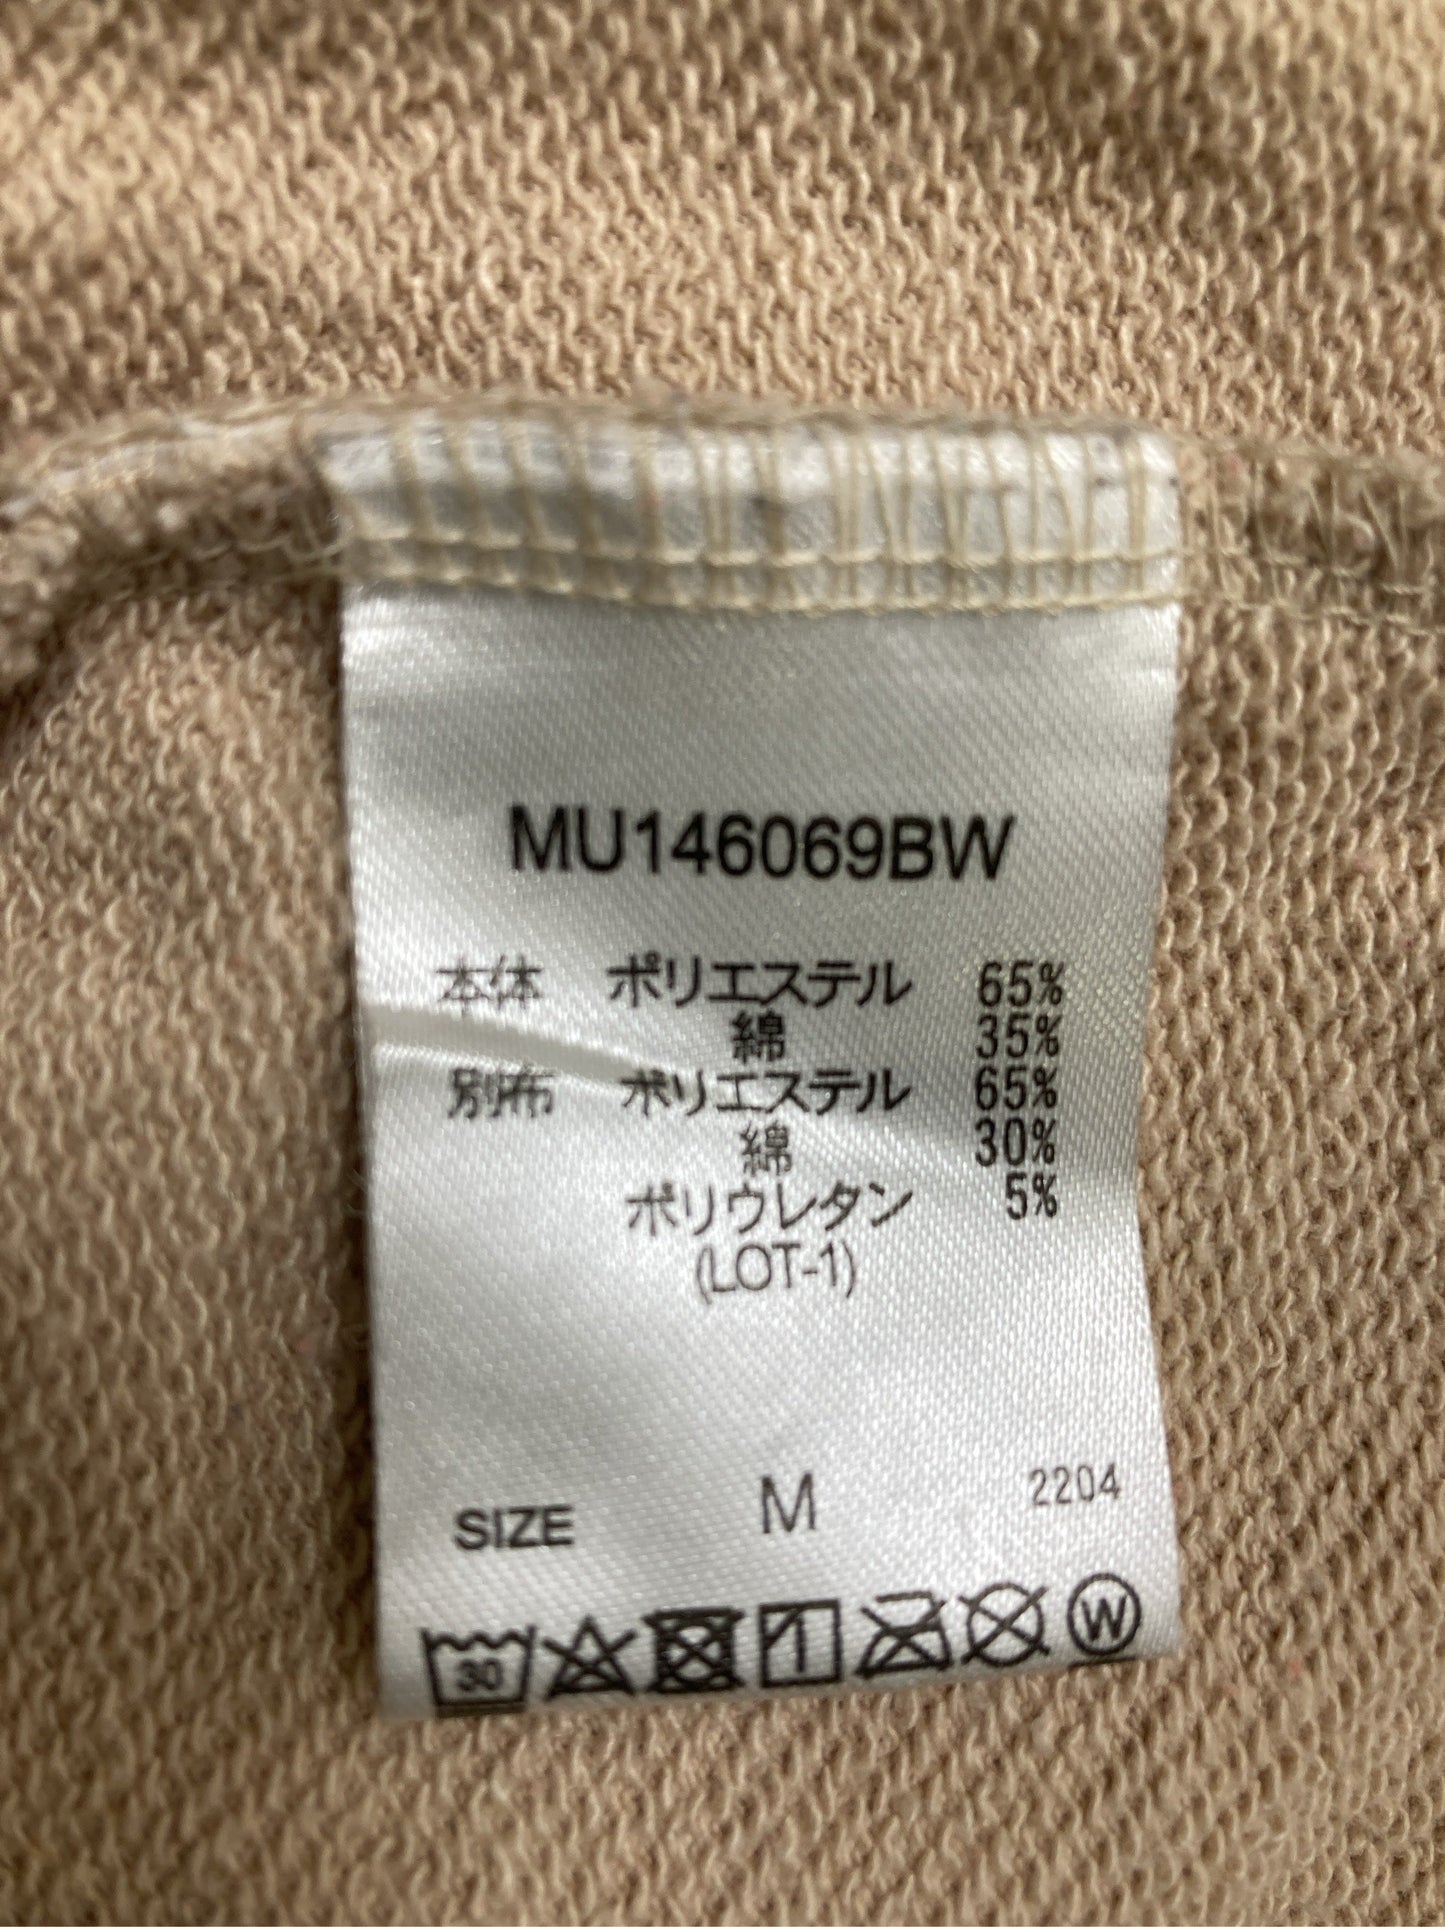 MU146069BW
本体 ポリエステル 65%
綿 35%
別布 ポリエステル 65%
綿 30%
ポリウレタン 5%
(LOT-1)
SIZE M 2204
30 1 W